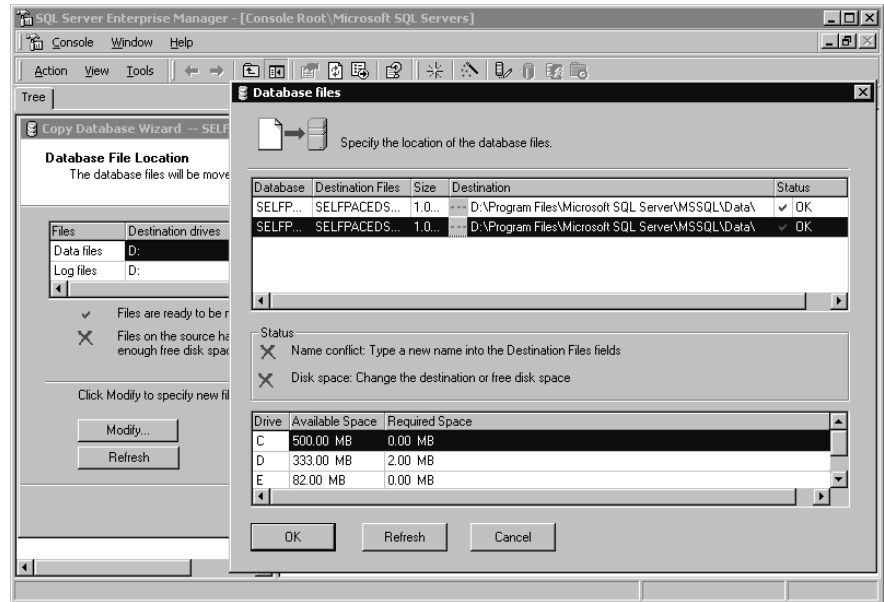 SQL Server Enterprise Manager - [Console Root\Microsoft SQL Servers]
Console Window Help
Action View Tools
Tree
Copy Database Wizard -- SELF
Database File Location
The database files will be move
Files Destination drives
Data files D:
Log files D:
Files are ready to be r
Files on the source ha
enough free disk spac
Click Modify to specify new fil
Modify...
Refresh
Database files
Specify the location of the database files.
Database Destination Files Size Destination Status
SELFP... SELFPACEDS... 1.0... --- D:\Program Files\Microsoft SQL Server\MSSQL\Data\ OK
SELFP... SELFPACEDS... 1.0... --- D:\Program Files\Microsoft SQL Server\MSSQL\Data\ OK
Status
Name conflict: Type a new name into the Destination Files fields
Disk space: Change the destination or free disk space
Drive Available Space Required Space
C 500.00 MB 0.00 MB
D 333.00 MB 2.00 MB
E 82.00 MB 0.00 MB
OK Refresh Cancel